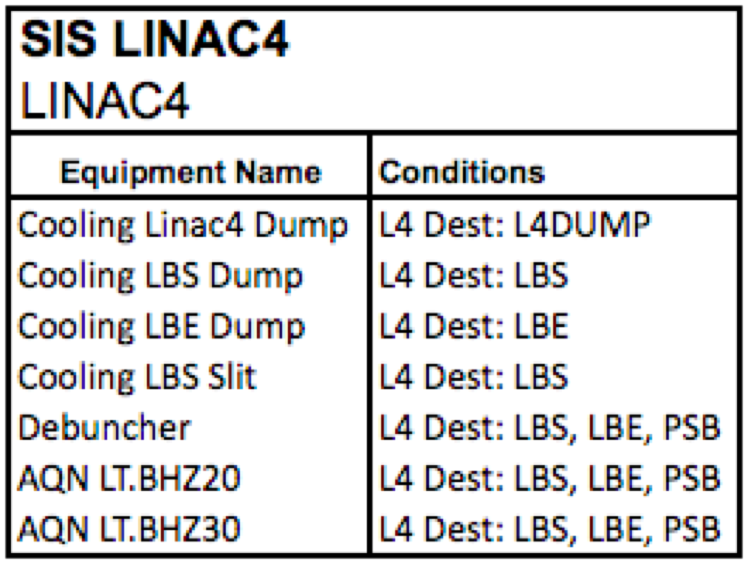 SIS LINAC4
LINAC4
Equipment Name Conditions
Cooling Linac4 Dump L4 Dest: L4DUMP
Cooling LBS Dump L4 Dest: LBS
Cooling LBE Dump L4 Dest: LBE
Cooling LBS Slit L4 Dest: LBS
Debuncher L4 Dest: LBS, LBE, PSB
AQN LT.BHZ20 L4 Dest: LBS, LBE, PSB
AQN LT.BHZ30 L4 Dest: LBS, LBE, PSB